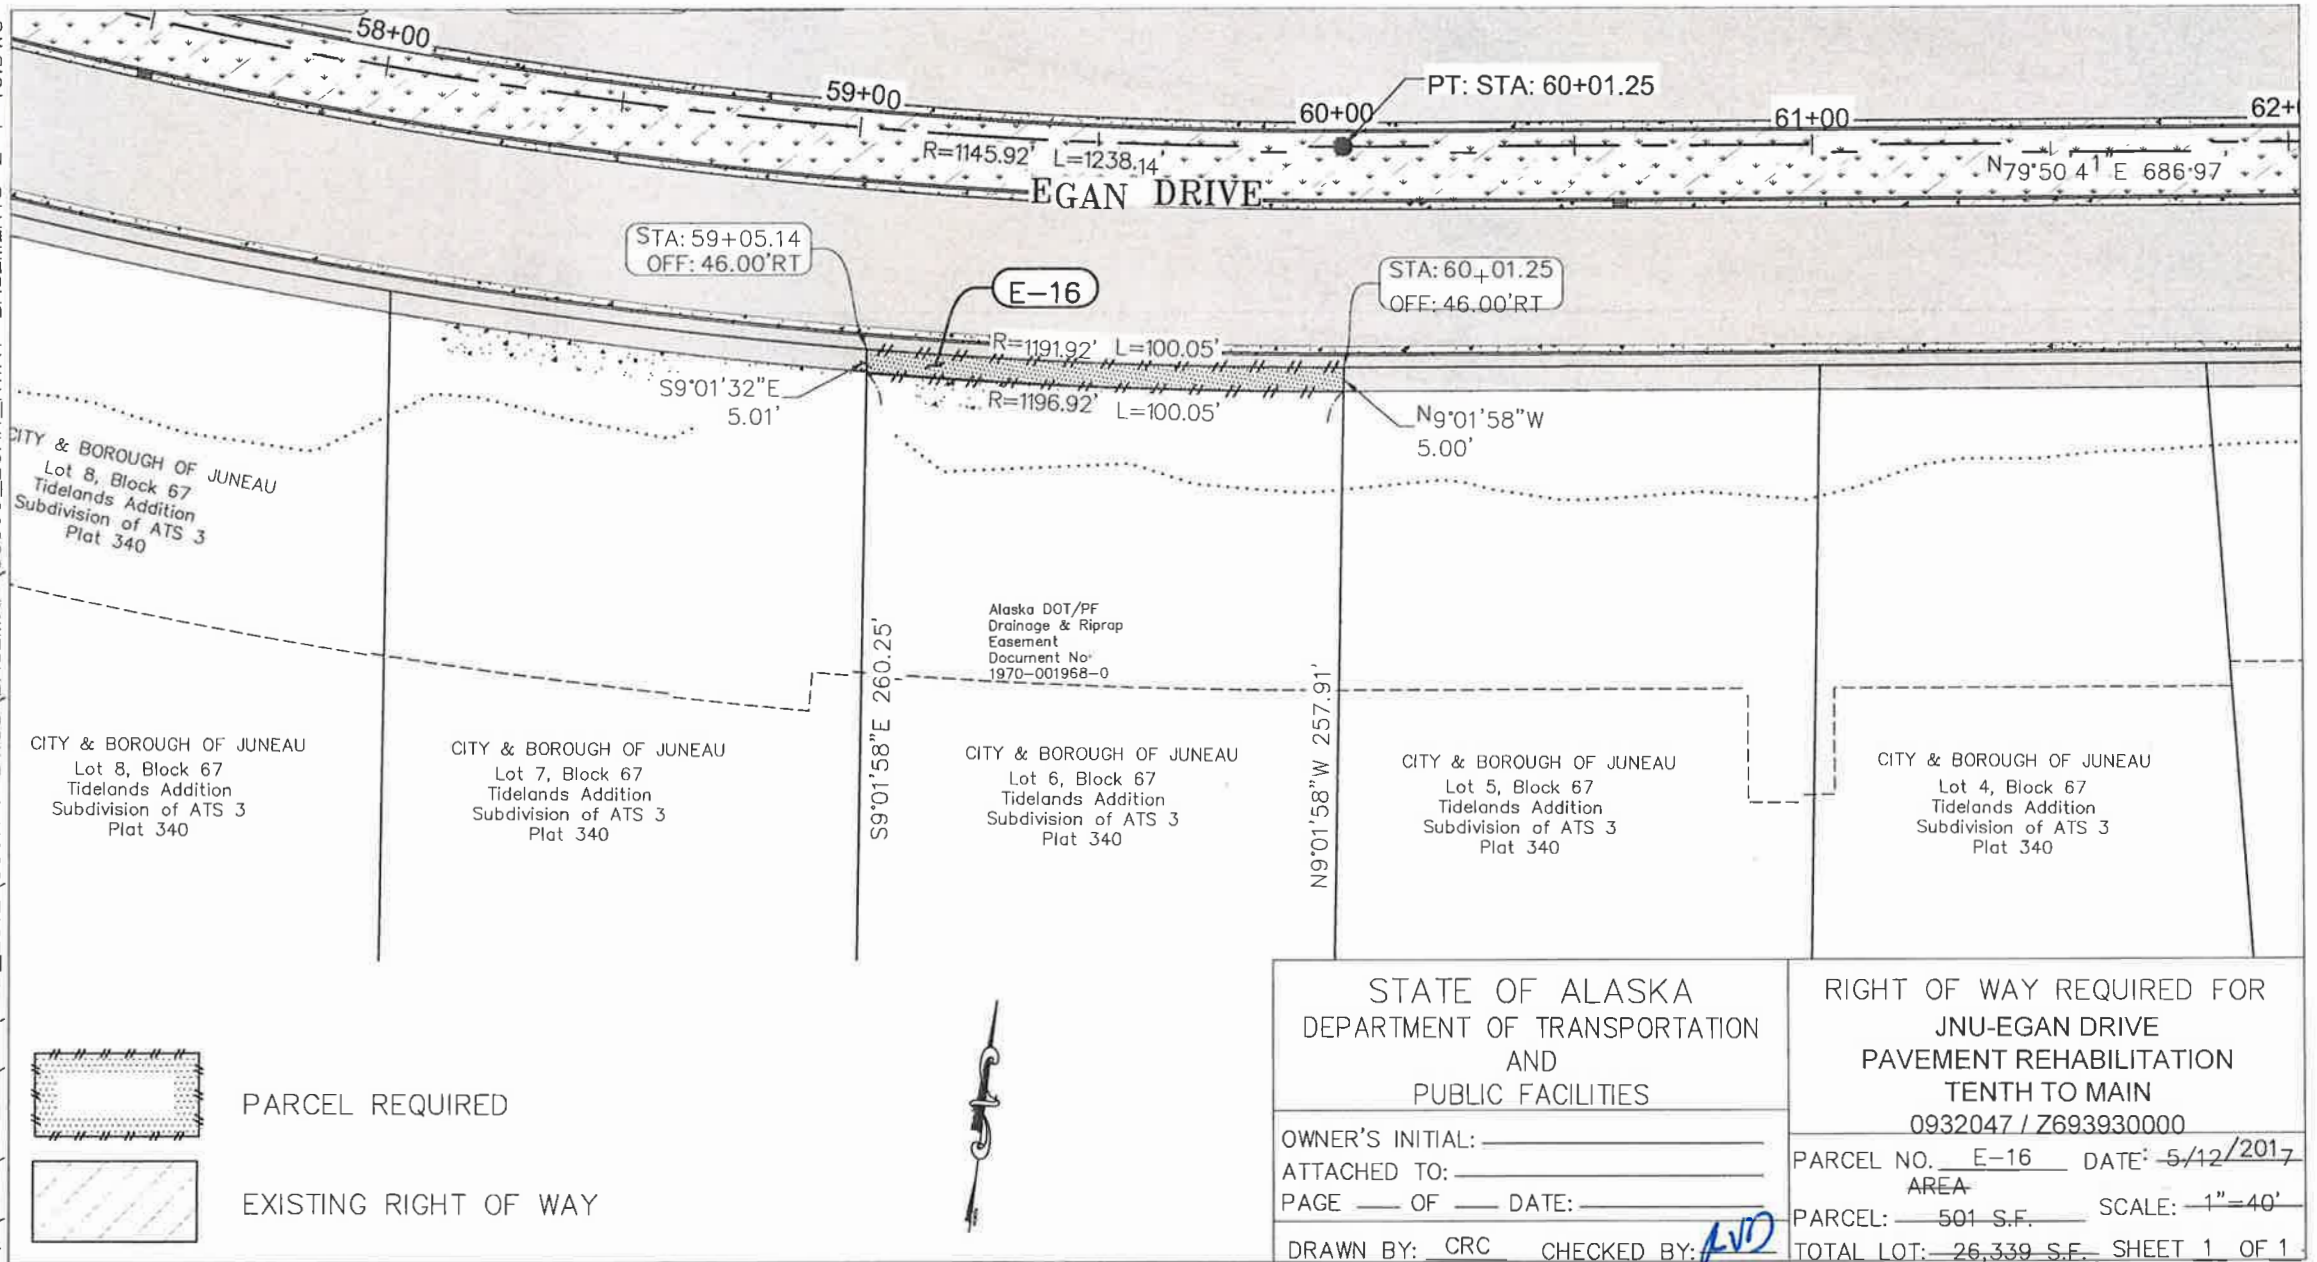 58+00
59+00
60+00
PT: STA: 60+01.25
61+00
R=1145.92' L=1238.14'
N79°50'41"E 686.97'
EGAN DRIVE
STA: 59+05.14
OFF: 46.00'RT
E-16
STA: 60+01.25
OFF: 46.00'RT
R=1191.92' L=100.05'
S9°01'32"E
5.01'
R=1196.92' L=100.05'
N9°01'58"W
5.00'
CITY & BOROUGH OF JUNEAU
Lot 8, Block 67
Tidelands Addition
Subdivision of ATS 3
Plat 340
Alaska DOT/PF
Drainage & Riprap
Easement
Document No.
1970-001968-0
S9°01'58"E 260.25'
N9°01'58"W 257.91'
CITY & BOROUGH OF JUNEAU
Lot 8, Block 67
Tidelands Addition
Subdivision of ATS 3
Plat 340
CITY & BOROUGH OF JUNEAU
Lot 7, Block 67
Tidelands Addition
Subdivision of ATS 3
Plat 340
CITY & BOROUGH OF JUNEAU
Lot 6, Block 67
Tidelands Addition
Subdivision of ATS 3
Plat 340
CITY & BOROUGH OF JUNEAU
Lot 5, Block 67
Tidelands Addition
Subdivision of ATS 3
Plat 340
CITY & BOROUGH OF JUNEAU
Lot 4, Block 67
Tidelands Addition
Subdivision of ATS 3
Plat 340
PARCEL REQUIRED
EXISTING RIGHT OF WAY
STATE OF ALASKA
DEPARTMENT OF TRANSPORTATION
AND
PUBLIC FACILITIES
OWNER'S INITIAL:
ATTACHED TO:
PAGE OF DATE:
DRAWN BY: CRC CHECKED BY:
RIGHT OF WAY REQUIRED FOR
JNU-EGAN DRIVE
PAVEMENT REHABILITATION
TENTH TO MAIN
0932047 / Z693930000
PARCEL NO. E-16 DATE: 5/12/2017
AREA
PARCEL: 501 S.F. SCALE: 1"=40'
TOTAL LOT: 26,339 S.F. SHEET 1 OF 1